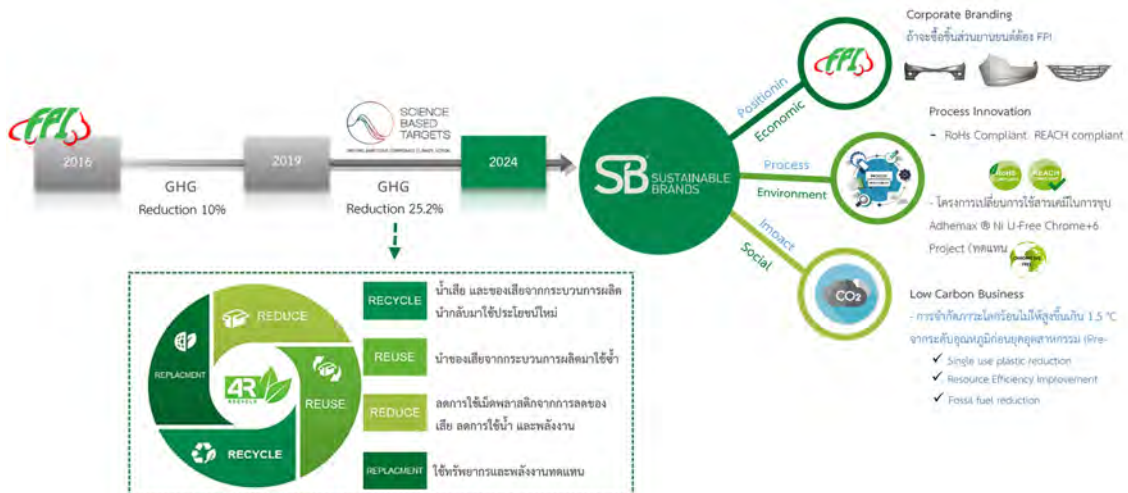 FPI
2016
GHG
Reduction 10%
2019
SCIENCE
BASED
TARGETS
DRIVING AMBITIOUS CORPORATE CLIMATE ACTION
GHG
Reduction 25.2%
2024
SB SUSTAINABLE
BRANDS
Positionin
Economic
Process
Environment
Impact
Social
FPI
CO2
Corporate Branding
ถ้าจะซื้อชิ้นส่วนยานยนต์ต้อง FPI
Process Innovation
- RoHs Compliant. REACH compliant
RoHS
REACH
- โครงการเปลี่ยนการใช้สารเคมีในการชุบ
Adhemax ® Ni U-Free Chrome+6
Project (ทดแทน
FREE
Low Carbon Business
- การจำกัดภาวะโลกร้อนไม่ให้สูงขึ้นเกิน 1.5 °C
จากระดับอุณหภูมิก่อนยุคอุตสาหกรรม (Pre-
✓ Single use plastic reduction
✓ Resource Efficiency Improvement
✓ Fossil fuel reduction
REDUCE
REPLACMENT
4R
RECYCLE
REUSE
RECYCLE
RECYCLE
น้ำเสีย และของเสียจากกระบวนการผลิต
นำกลับมาใช้ประโยชน์ใหม่
REUSE
นำของเสียจากกระบวนการผลิตมาใช้ซ้ำ
REDUCE
ลดการใช้เม็ดพลาสติกจากการลดของ
เสีย ลดการใช้น้ำ และพลังงาน
REPLACMENT
ใช้ทรัพยากรและพลังงานทดแทน